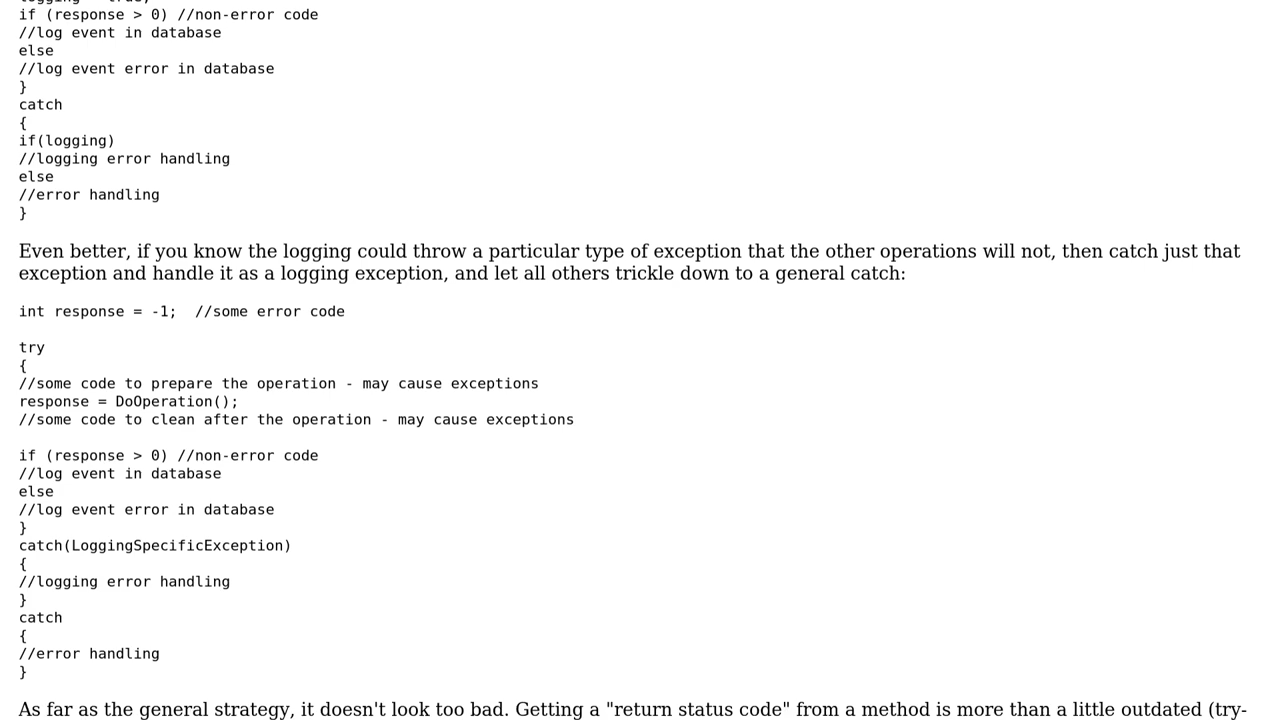 if (response > 0) //non-error code
//log event in database
else
//log event error in database
}
catch
{
if(logging)
//logging error handling
else
//error handling
}
Even better, if you know the logging could throw a particular type of exception that the other operations will not, then catch just that
exception and handle it as a logging exception, and let all others trickle down to a general catch:
int response = -1;  //some error code
try
{
//some code to prepare the operation - may cause exceptions
response = DoOperation();
//some code to clean after the operation - may cause exceptions
if (response > 0) //non-error code
//log event in database
else
//log event error in database
}
catch(LoggingSpecificException)
{
//logging error handling
}
catch
{
//error handling
}
As far as the general strategy, it doesn't look too bad. Getting a "return status code" from a method is more than a little outdated (try-